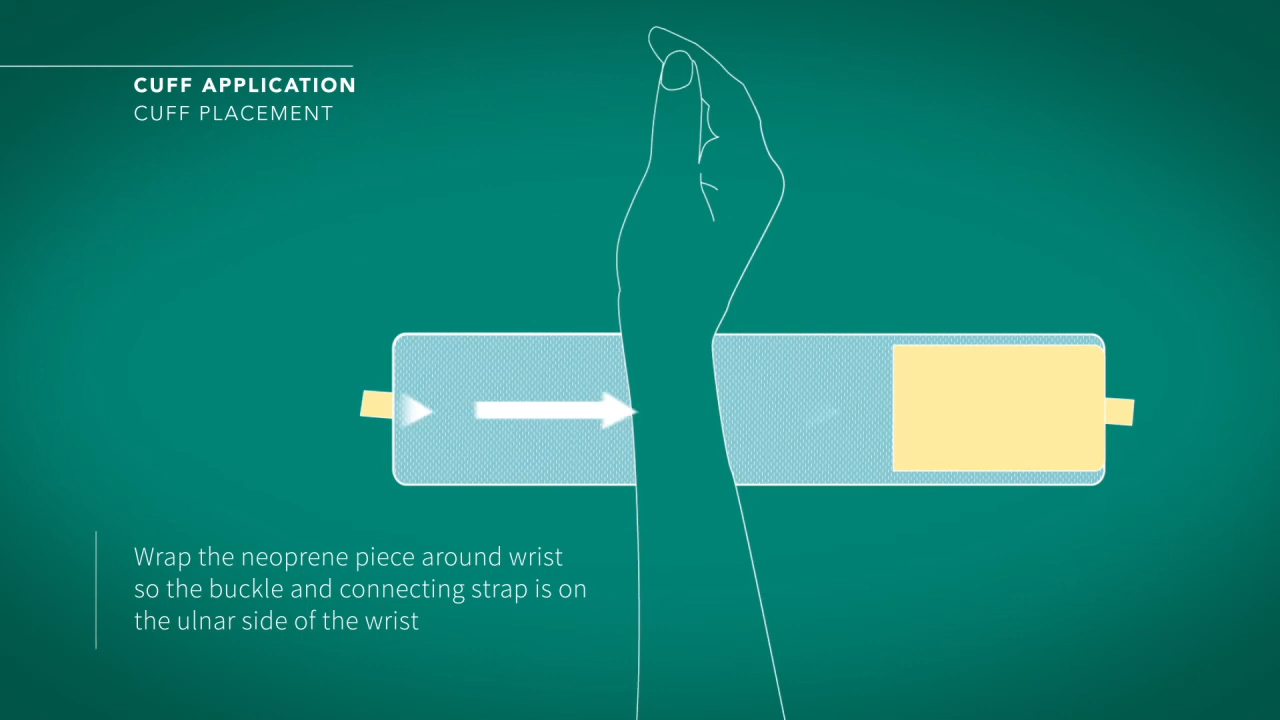 CUFF APPLICATION
CUFF PLACEMENT
Wrap the neoprene piece around wrist
so the buckle and connecting strap is on
the ulnar side of the wrist